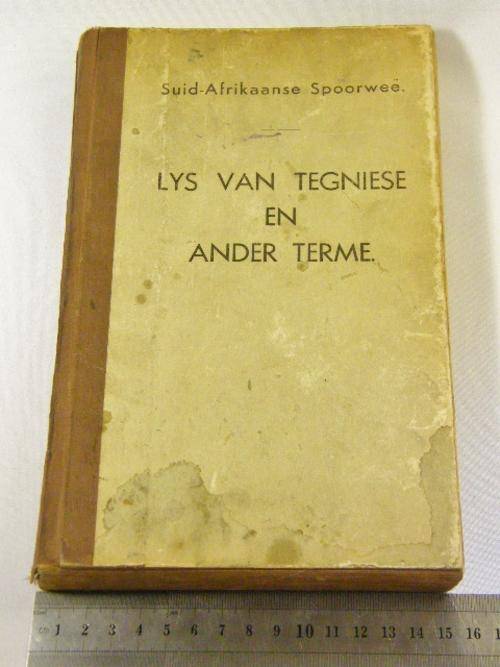 Suid-Afrikaanse Spoorweë.
LYS VAN TEGNIESE
EN
ANDER TERME.
1 2 3 4 5 6 7 8 9 10 11 12 13 14 15 16